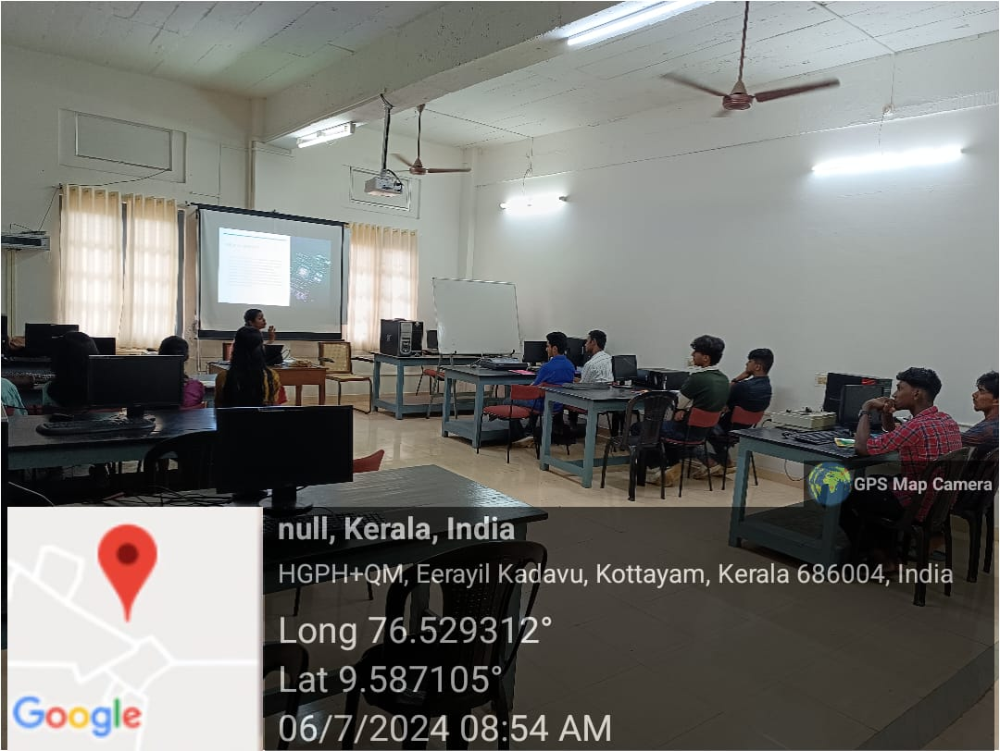 GPS Map Camera
null, Kerala, India
HGPH+QM, Eerayil Kadavu, Kottayam, Kerala 686004, India
Long 76.529312°
Lat 9.587105°
06/7/2024 08:54 AM
Google